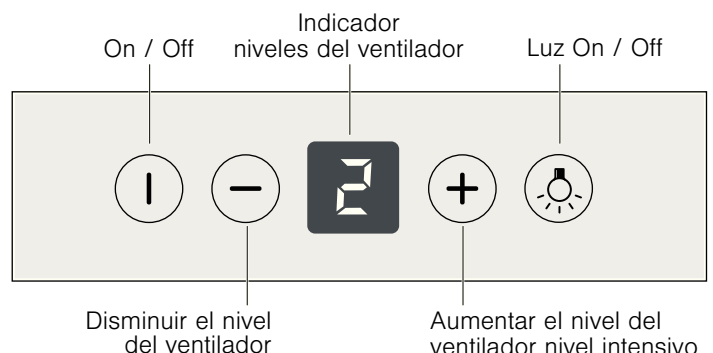 Indicador
niveles del ventilador
On / Off
Luz On / Off
2
Disminuir el nivel
del ventilador
Aumentar el nivel del
ventilador nivel intensivo